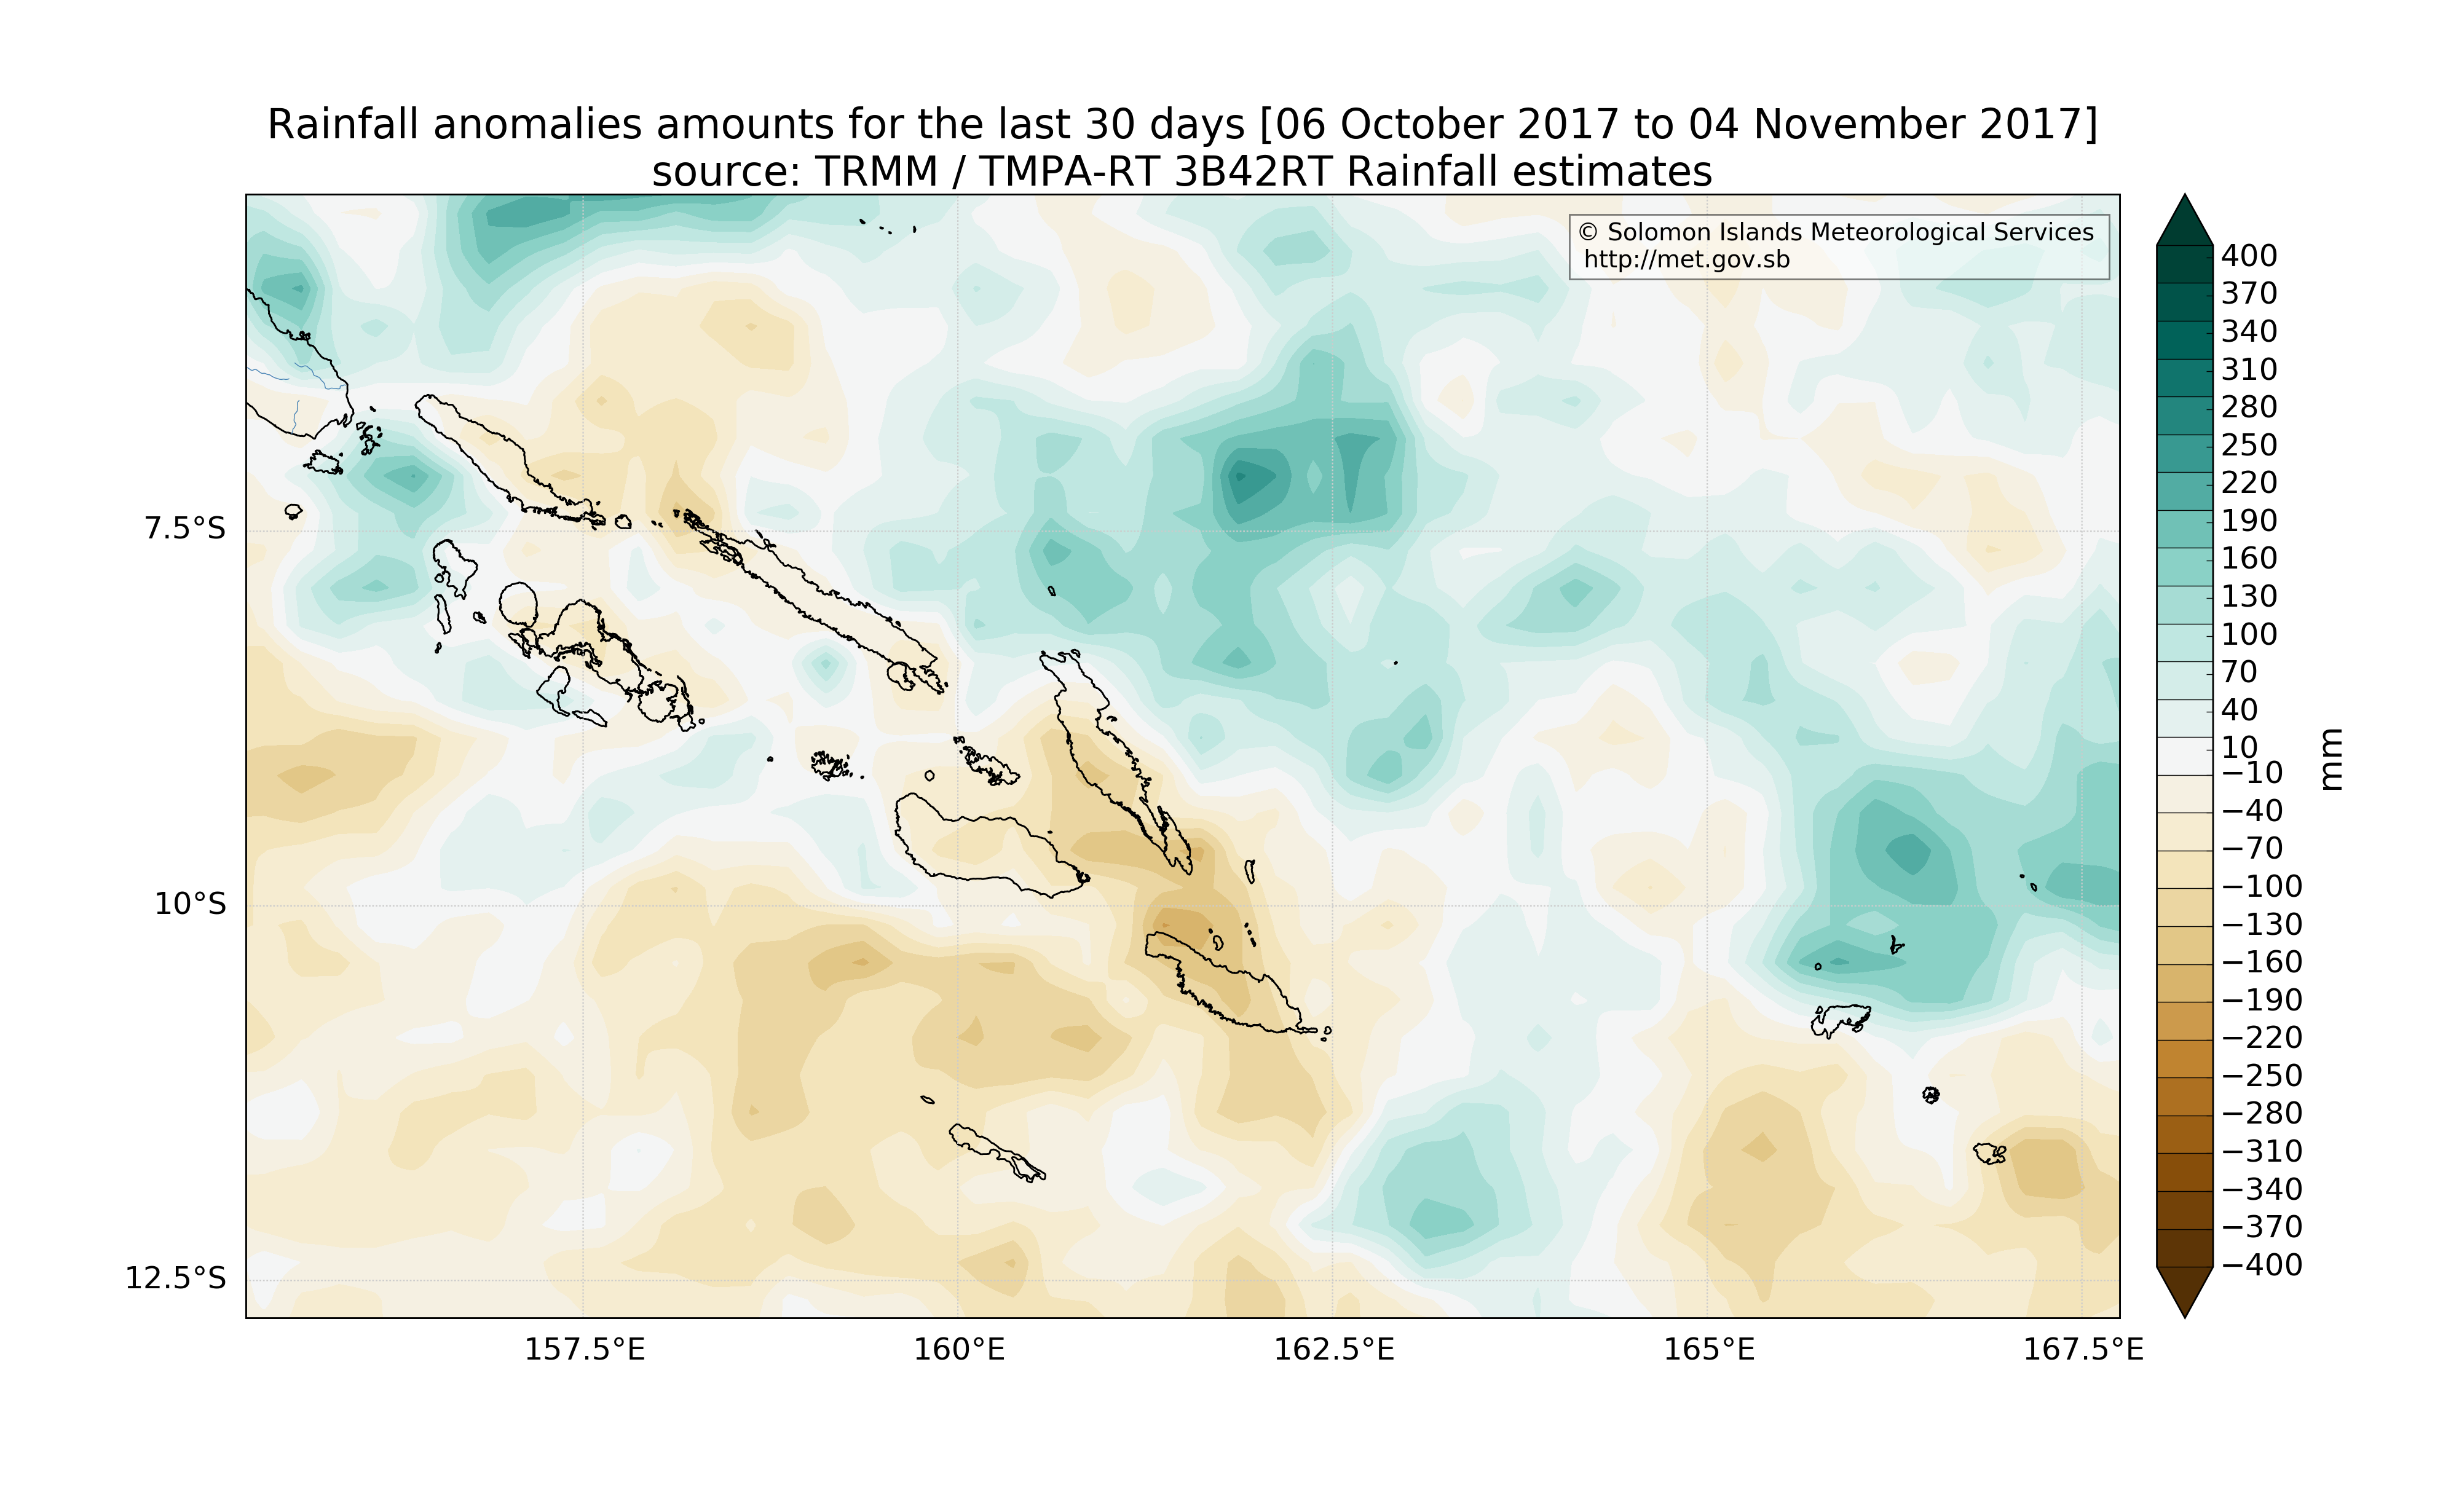 Rainfall anomalies amounts for the last 30 days [06 October 2017 to 04 November 2017]
source: TRMM / TMPA-RT 3B42RT Rainfall estimates
© Solomon Islands Meteorological Services
http://met.gov.sb
7.5°S
10°S
12.5°S
157.5°E
160°E
162.5°E
165°E
167.5°E
400
370
340
310
280
250
220
190
160
130
100
70
40
10
−10
−40
−70
−100
−130
−160
−190
−220
−250
−280
−310
−340
−370
−400
mm